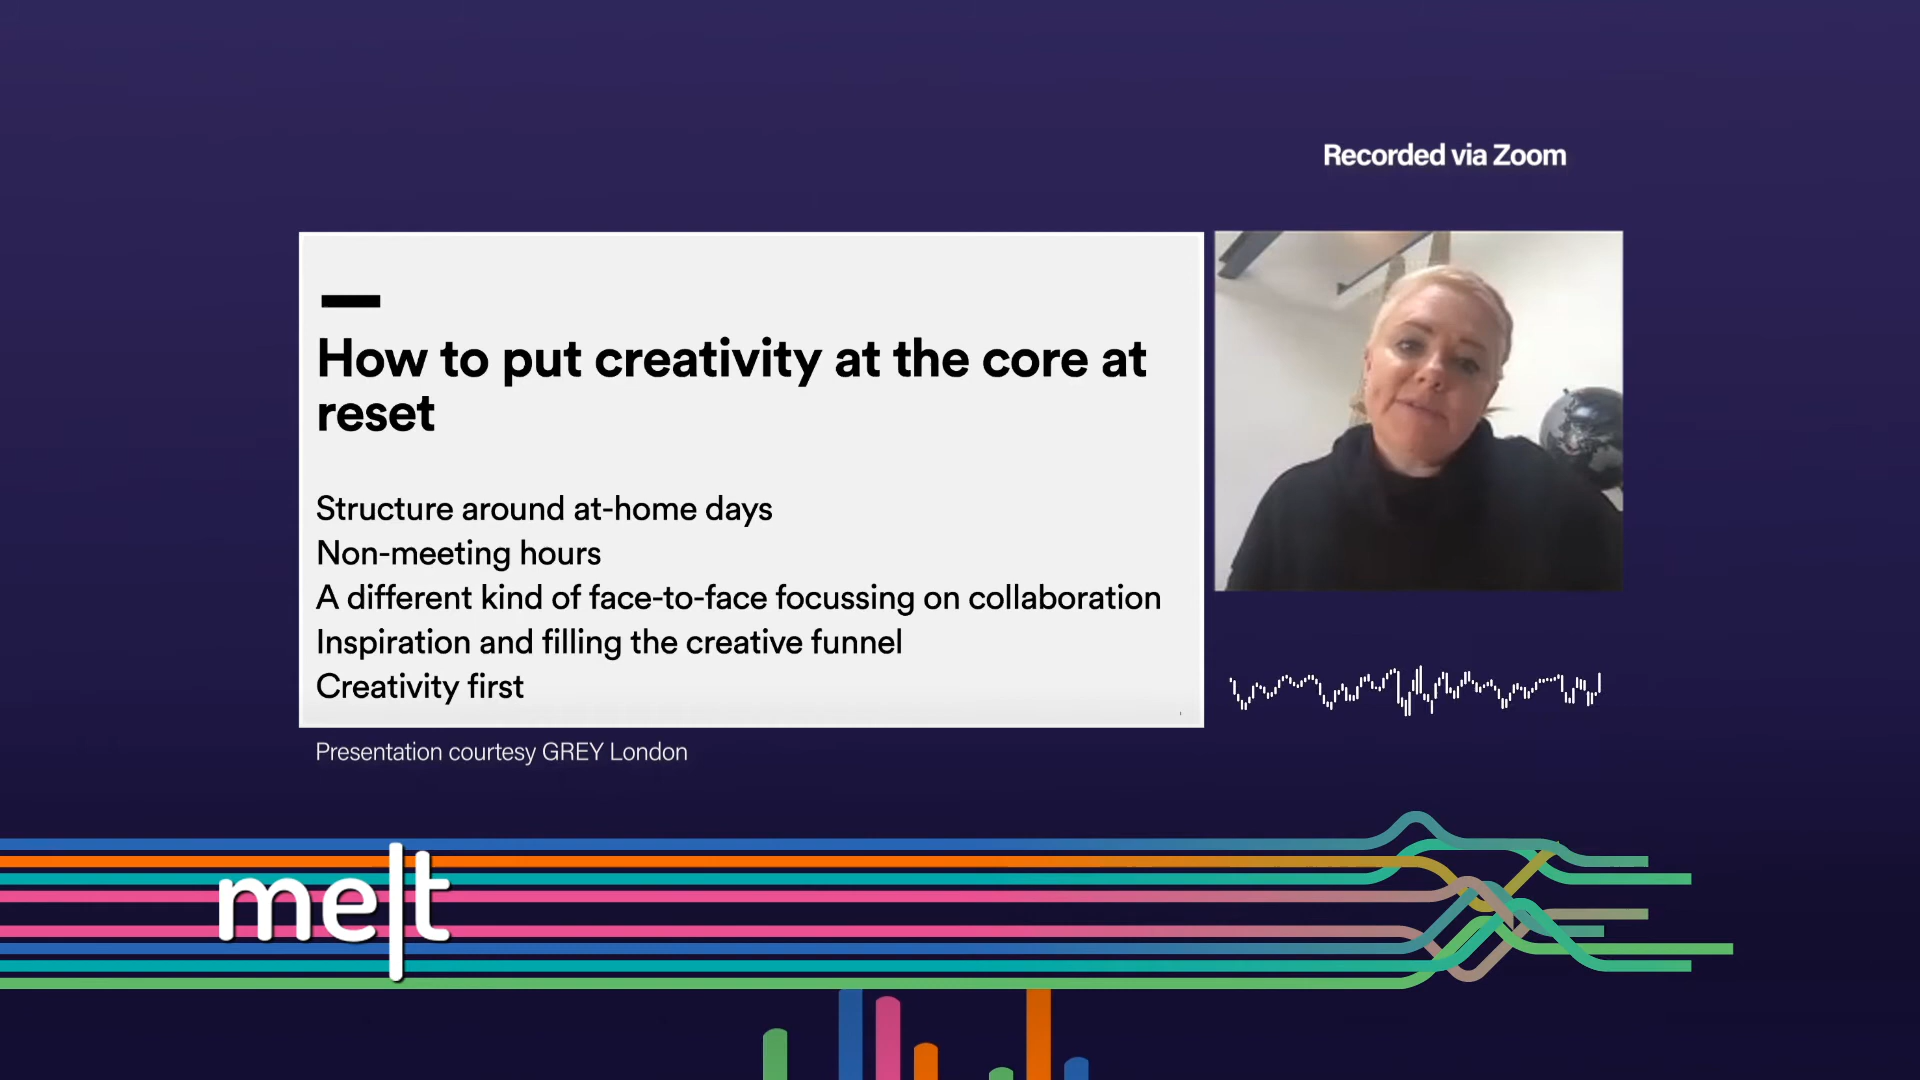 Recorded via Zoom
How to put creativity at the core at
reset
Structure around at-home days
Non-meeting hours
A different kind of face-to-face focussing on collaboration
Inspiration and filling the creative funnel
Creativity first
Presentation courtesy GREY London
melt